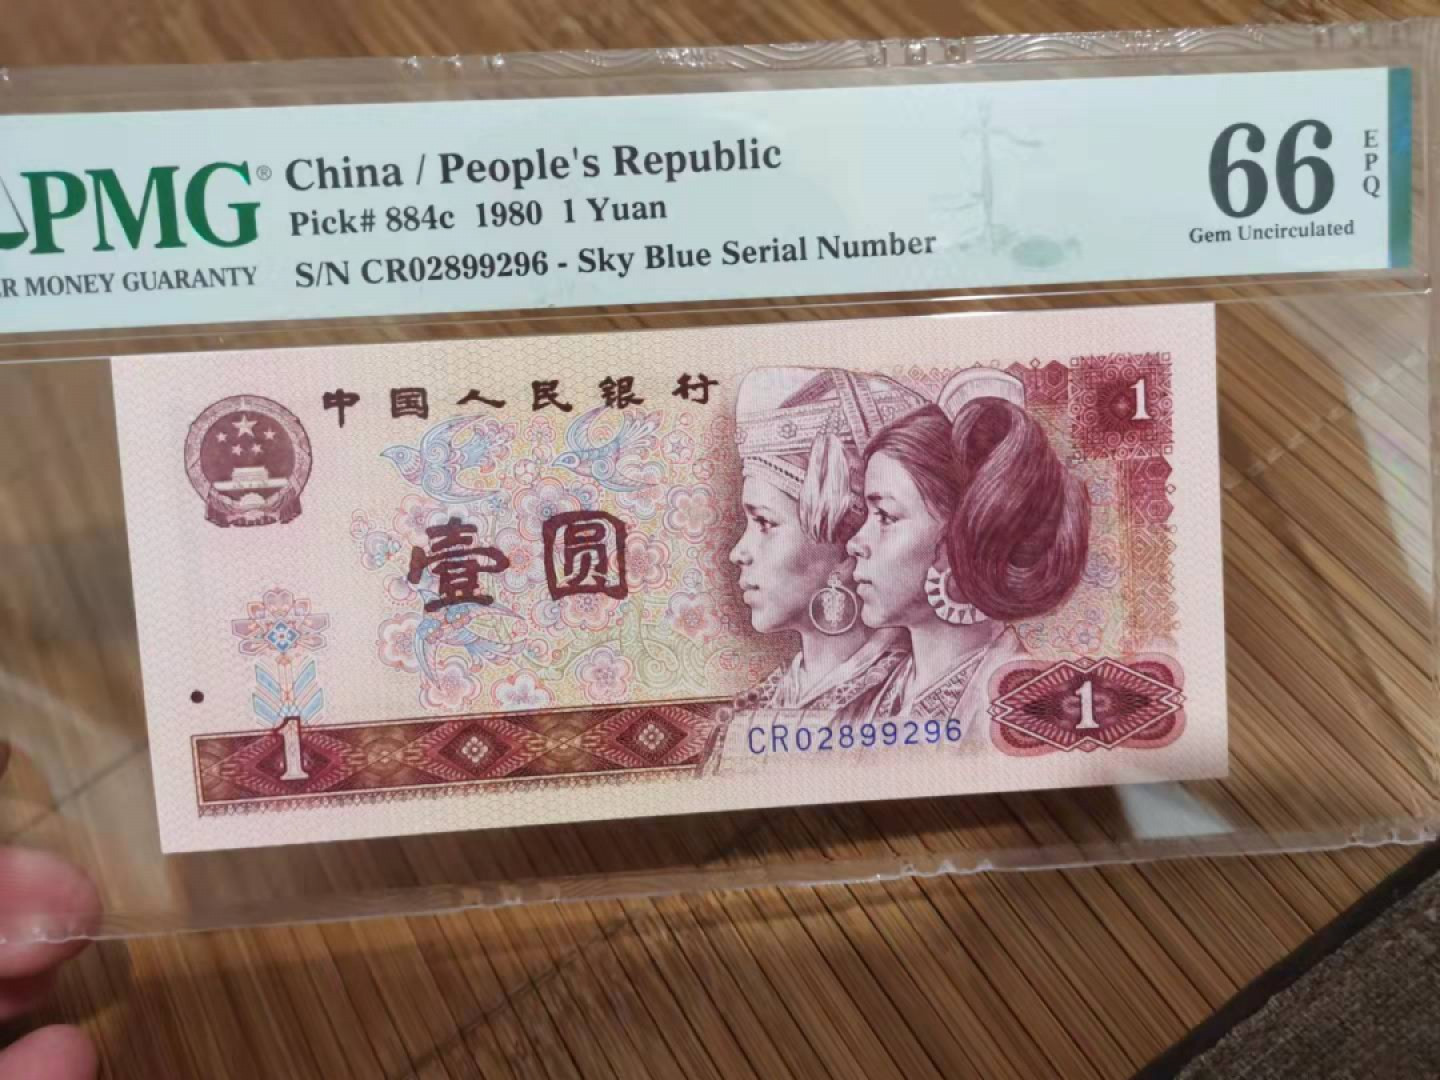 PMG® China / People's Republic
Pick# 884c 1980 1 Yuan
S/N CR02899296 - Sky Blue Serial Number
MONEY GUARANTY
66
EPQ
Gem Uncirculated
中国人民银行
1
壹圆
1
CR02899296
1